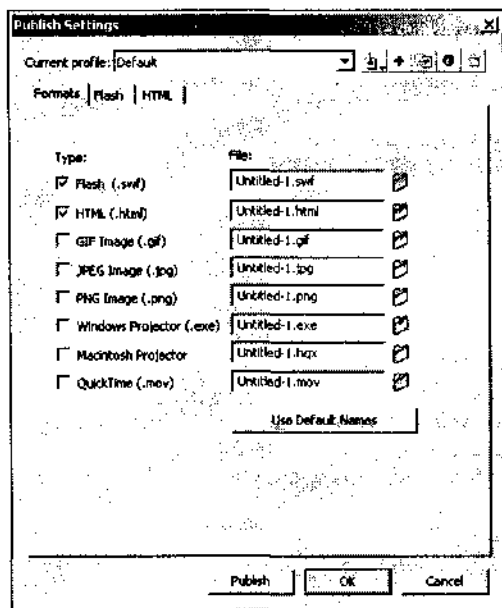 Publish Settings
Current profile: Default
Formats Flash HTML
Type: File:
Flash (.swf) Untitled-1.swf
HTML (.html) Untitled-1.html
GIF Image (.gif) Untitled-1.gif
JPEG Image (.jpg) Untitled-1.jpg
PNG Image (.png) Untitled-1.png
Windows Projector (.exe) Untitled-1.exe
Macintosh Projector Untitled-1.hqx
QuickTime (.mov) Untitled-1.mov
Use Default Names
Publish OK Cancel